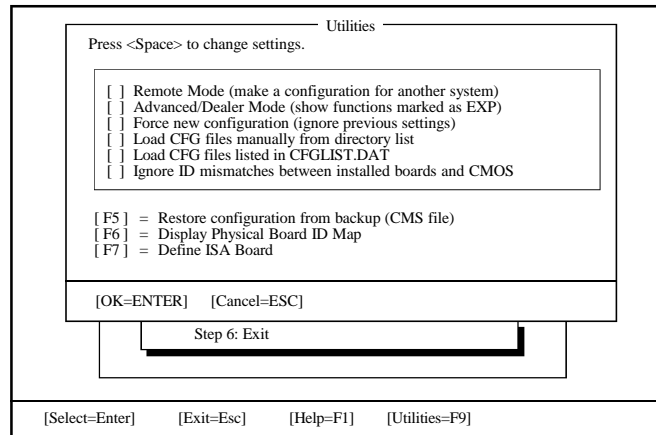 Utilities
Press <Space> to change settings.
[ ] Remote Mode (make a configuration for another system)
[ ] Advanced/Dealer Mode (show functions marked as EXP)
[ ] Force new configuration (ignore previous settings)
[ ] Load CFG files manually from directory list
[ ] Load CFG files listed in CFGLIST.DAT
[ ] Ignore ID mismatches between installed boards and CMOS
[ F5 ] = Restore configuration from backup (CMS file)
[ F6 ] = Display Physical Board ID Map
[ F7 ] = Define ISA Board
[OK=ENTER] [Cancel=ESC]
Step 6: Exit
[Select=Enter] [Exit=Esc] [Help=F1] [Utilities=F9]